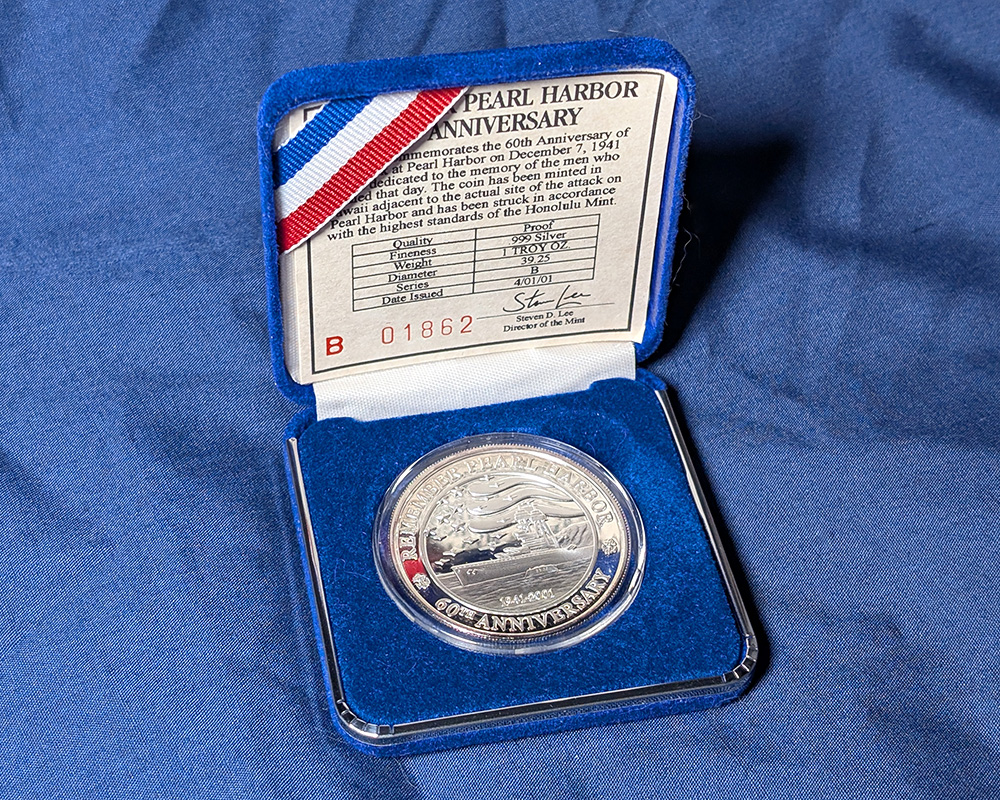 PEARL HARBOR
ANNIVERSARY
mmemorates the 60th Anniversary of
at Pearl Harbor on December 7, 1941
dedicated to the memory of the men who
ed that day. The coin has been minted in
waii adjacent to the actual site of the attack on
Pearl Harbor and has been struck in accordance
with the highest standards of the Honolulu Mint.
Quality Proof
Fineness .999 Silver
Weight 1 TROY OZ.
Diameter 39.25
Series B
Date Issued 4/01/01
Steven D. Lee
Director of the Mint
B 01862
REMEMBER PEARL HARBOR
1941-2001
60TH ANNIVERSARY